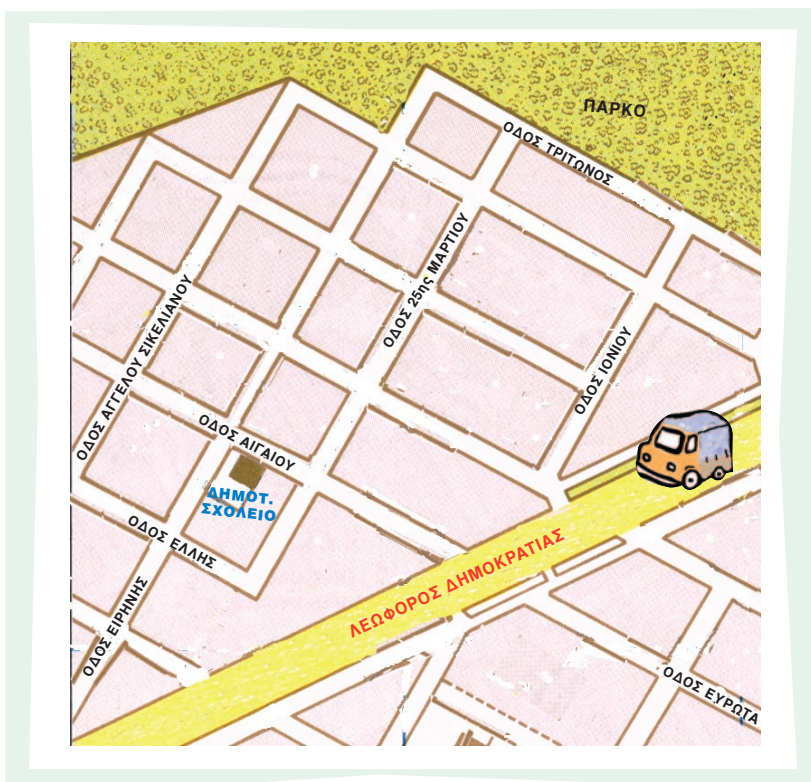 ΠΑΡΚΟ
ΟΔΟΣ ΤΡΙΤΩΝΟΣ
ΟΔΟΣ 25ης ΜΑΡΤΙΟΥ
ΟΔΟΣ ΑΓΓΕΛΟΥ ΣΙΚΕΛΙΑΝΟΥ
ΟΔΟΣ ΙΟΝΙΟΥ
ΟΔΟΣ ΑΙΓΑΙΟΥ
ΔΗΜΟΤ.
ΣΧΟΛΕΙΟ
ΟΔΟΣ ΕΛΛΗΣ
ΛΕΩΦΟΡΟΣ ΔΗΜΟΚΡΑΤΙΑΣ
ΟΔΟΣ ΕΙΡΗΝΗΣ
ΟΔΟΣ ΕΥΡΩΤΑ